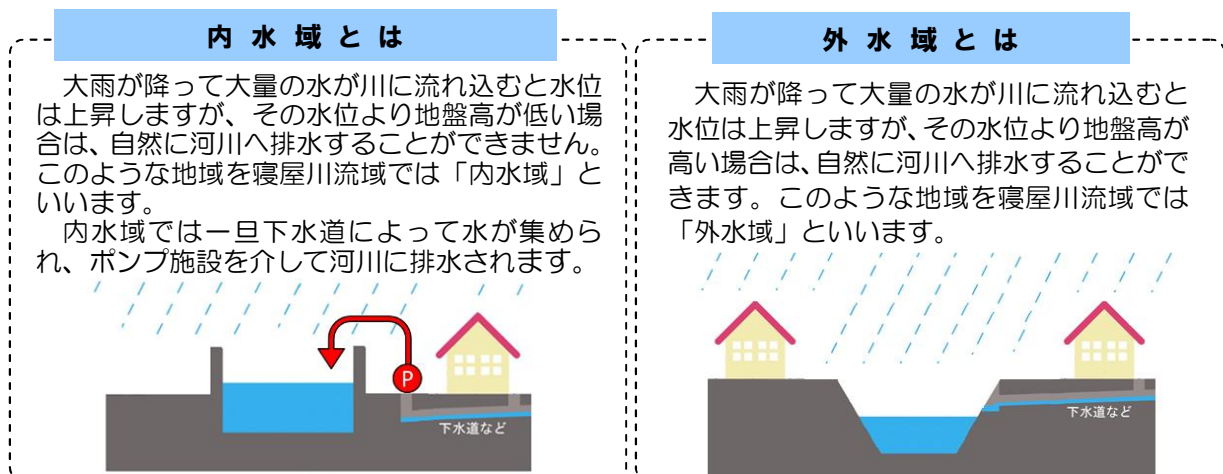 内水域とは
大雨が降って大量の水が川に流れ込むと水位
は上昇しますが、その水位より地盤高が低い場
合は、自然に河川へ排水することができません。
このような地域を寝屋川流域では「内水域」と
いいます。
内水域では一旦下水道によって水が集めら
れ、ポンプ施設を介して河川に排水されます。
P
下水道など
外水域とは
大雨が降って大量の水が川に流れ込むと
水位は上昇しますが、その水位より地盤高が
高い場合は、自然に河川へ排水することがで
きます。このような地域を寝屋川流域では
「外水域」といいます。
下水道など